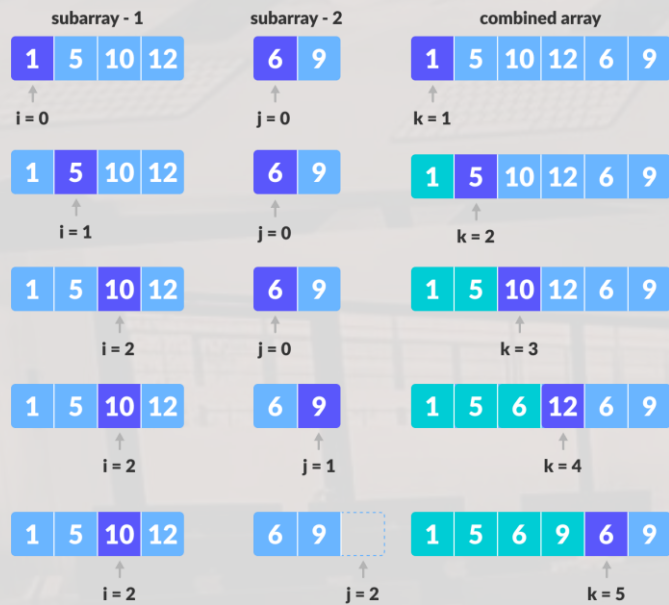 subarray - 1 subarray - 2 combined array
1 5 10 12 6 9 1 5 10 12 6 9
i = 0 j = 0 k = 1
1 5 10 12 6 9 1 5 10 12 6 9
i = 1 j = 0 k = 2
1 5 10 12 6 9 1 5 10 12 6 9
i = 2 j = 0 k = 3
1 5 10 12 6 9 1 5 6 12 6 9
i = 2 j = 1 k = 4
1 5 10 12 6 9 1 5 6 9 6 9
i = 2 j = 2 k = 5